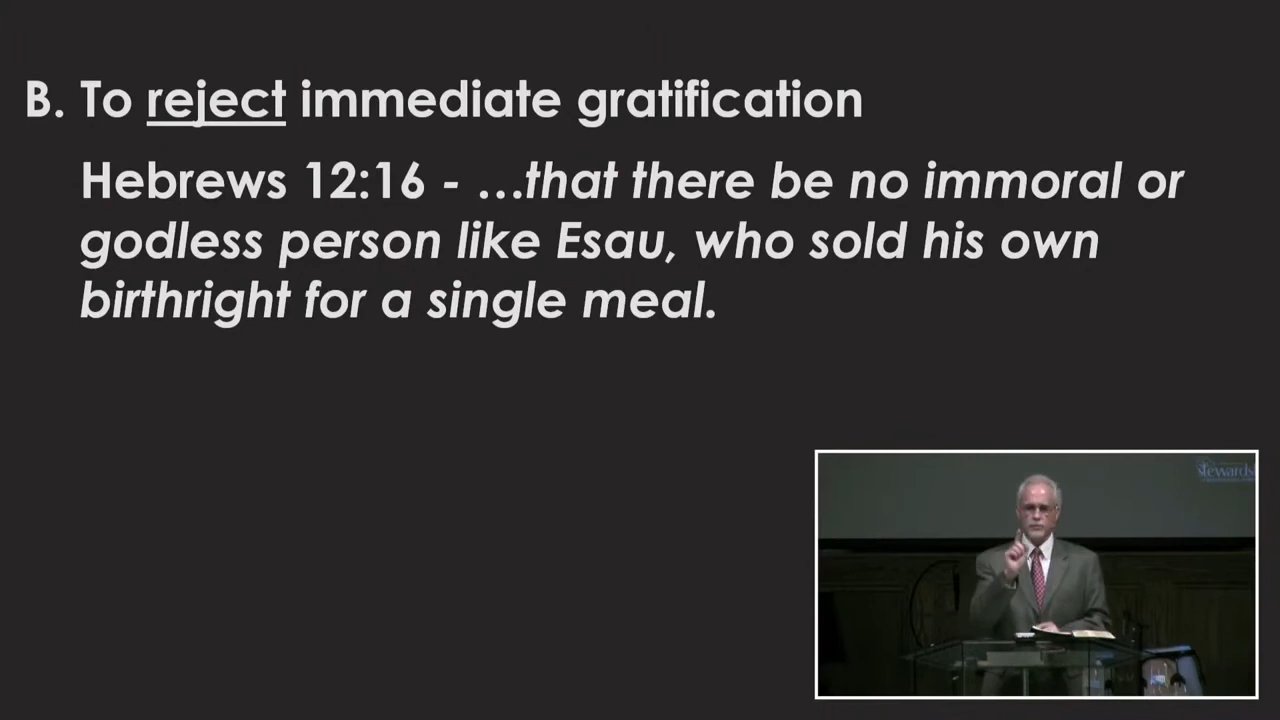 B. To reject immediate gratification
Hebrews 12:16 - …that there be no immoral or
godless person like Esau, who sold his own
birthright for a single meal.